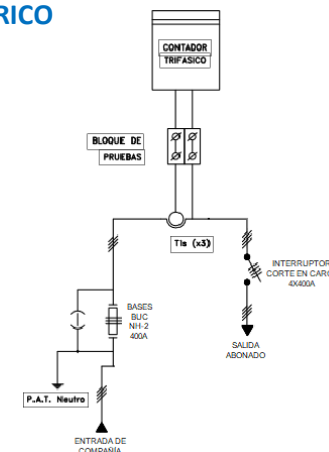 RICO
CONTADOR
TRIFASICO
BLOQUE DE
PRUEBAS
TIs (x3)
INTERRUPTOR
CORTE EN CARG
4X400A
BASES
BUC
NH-2
400A
SALIDA
ABONADO
P.A.T. Neutro
ENTRADA DE
COMPAÑÍA